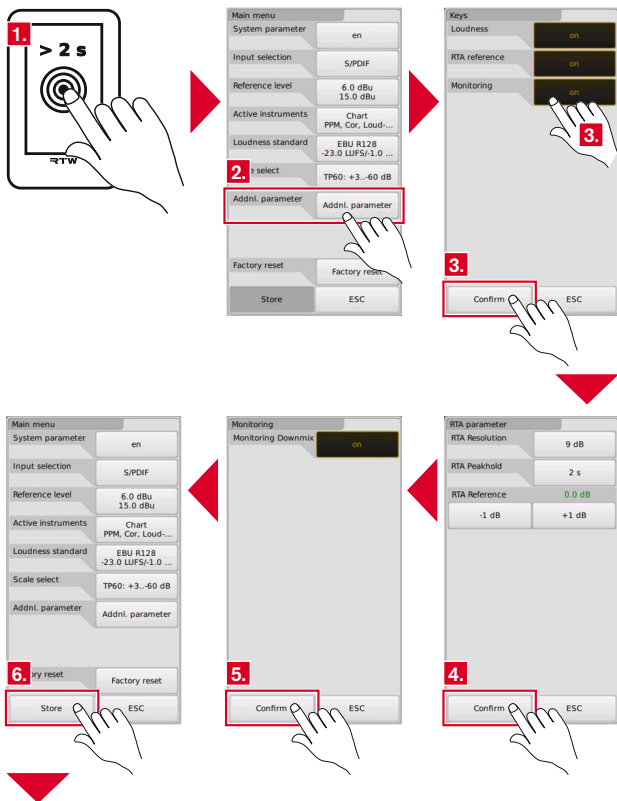 1.
> 2 s
RTW
Main menu
System parameter
en
Input selection
S/PDIF
Reference level
6.0 dBu
15.0 dBu
Active instruments
Chart
PPM, Cor, Loud-...
Loudness standard
EBU R128
-23.0 LUFS/-1.0 ...
2.
select
TP60: +3..-60 dB
Addnl. parameter
Addnl. parameter
Factory reset
Factory reset
Store
ESC
Keys
Loudness
on
RTA reference
on
Monitoring
on
3.
3.
Confirm
ESC
Main menu
System parameter
en
Input selection
S/PDIF
Reference level
6.0 dBu
15.0 dBu
Active instruments
Chart
PPM, Cor, Loud-...
Loudness standard
EBU R128
-23.0 LUFS/-1.0 ...
Scale select
TP60: +3..-60 dB
Addnl. parameter
Addnl. parameter
6.
reset
Factory reset
Store
ESC
Monitoring
Monitoring Downmix
on
5.
Confirm
ESC
RTA parameter
RTA Resolution
9 dB
RTA Peakhold
2 s
RTA Reference
0.0 dB
-1 dB
+1 dB
4.
Confirm
ESC